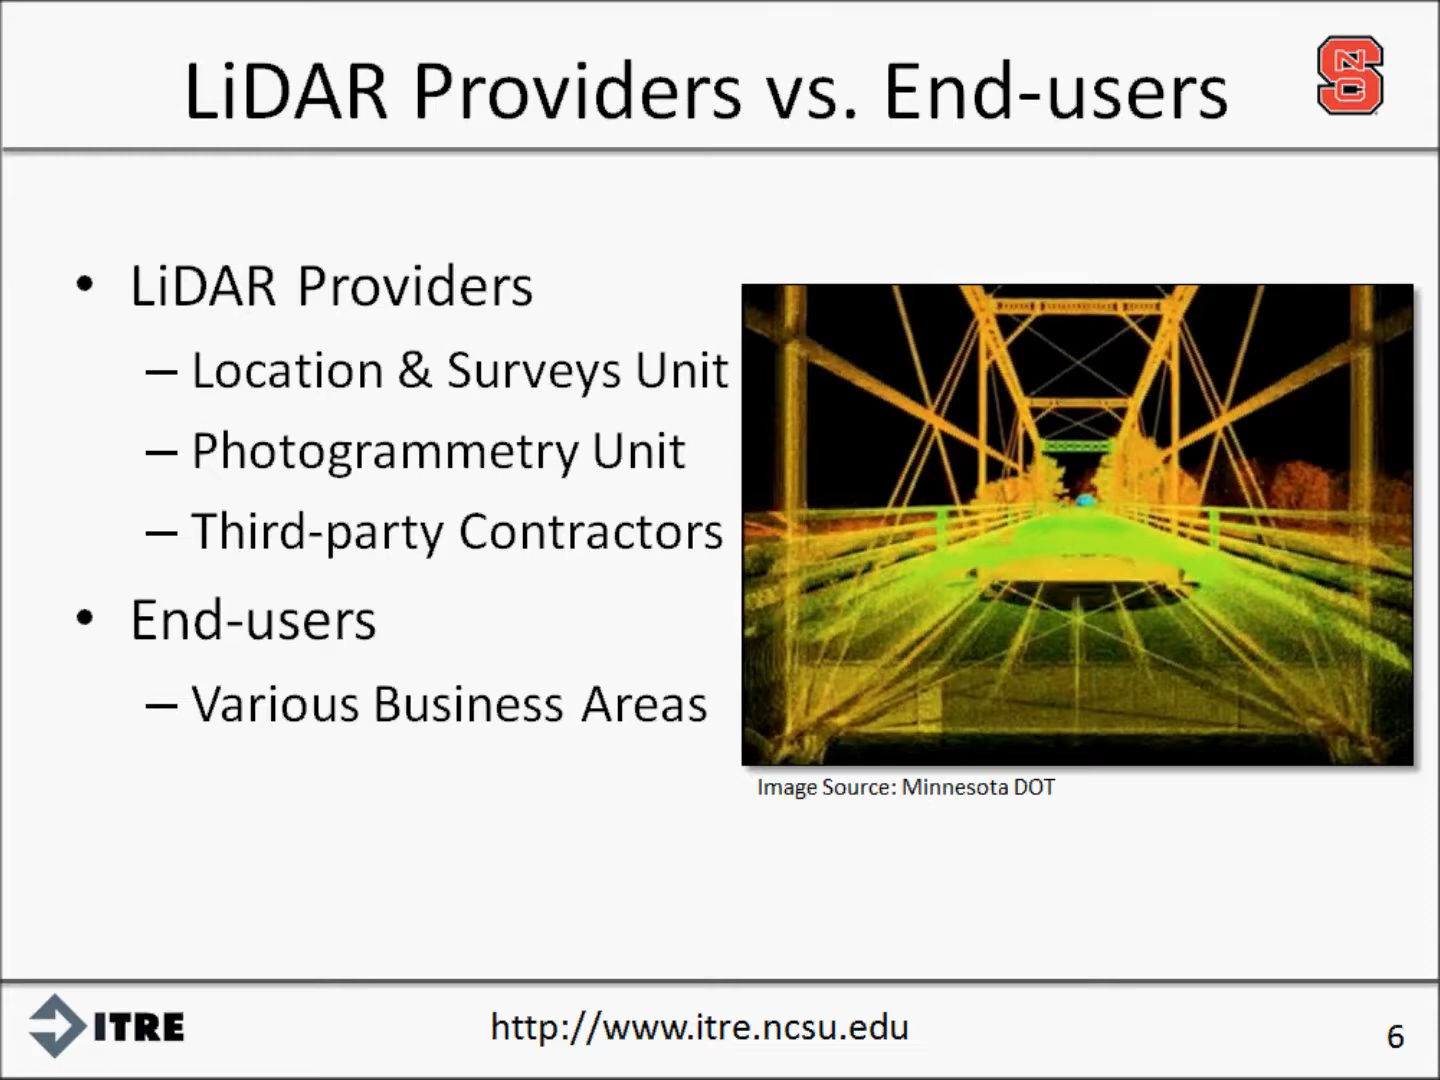 LiDAR Providers vs. End-users
NCS
• LiDAR Providers
– Location & Surveys Unit
– Photogrammetry Unit
– Third-party Contractors
• End-users
– Various Business Areas
Image Source: Minnesota DOT
ITRE
http://www.itre.ncsu.edu
6